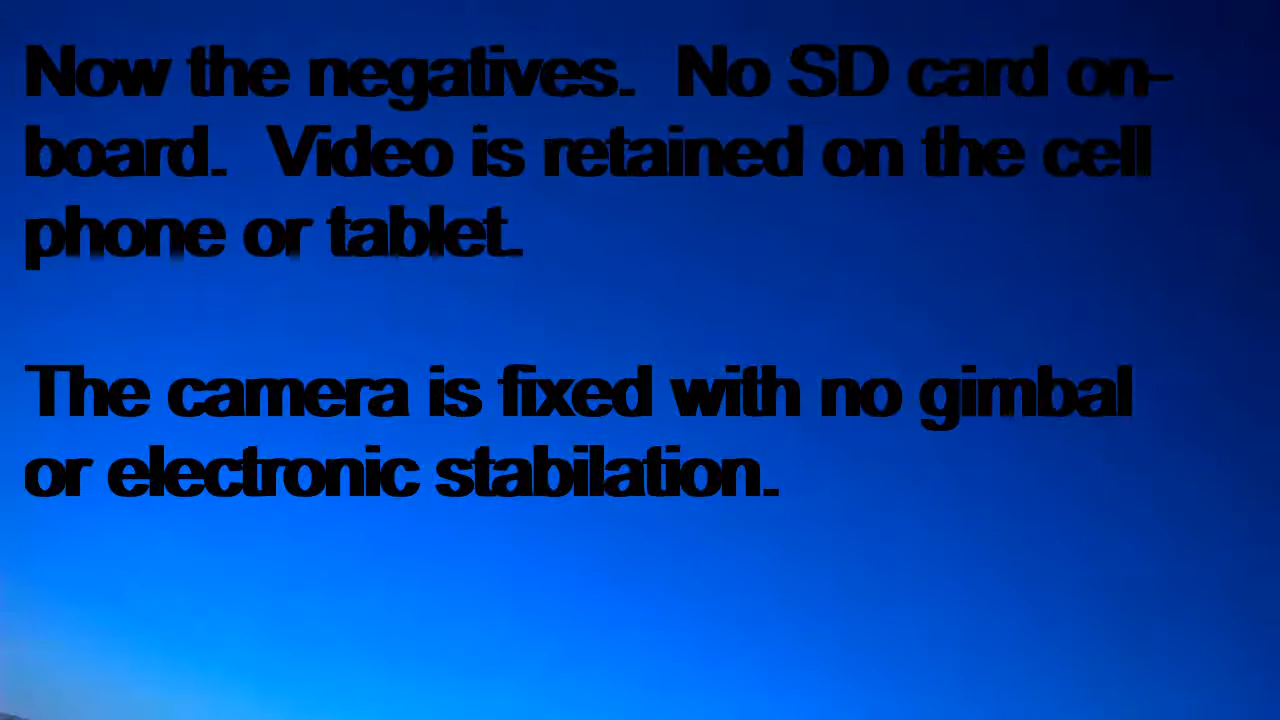 Now the negatives.  No SD card on-
board.  Video is retained on the cell
phone or tablet.
The camera is fixed with no gimbal
or electronic stabilation.